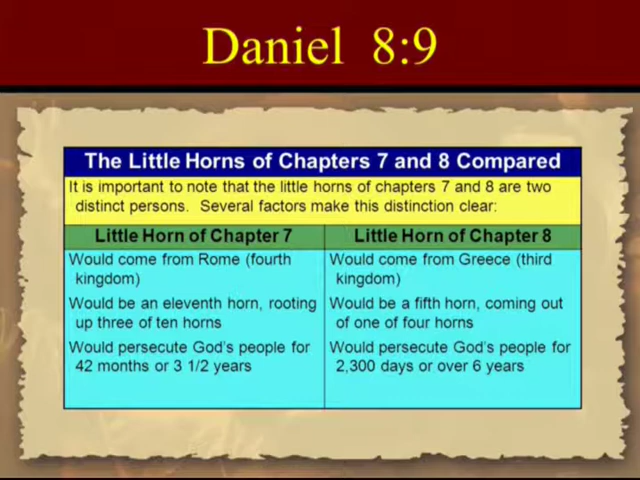 Daniel 8:9
The Little Horns of Chapters 7 and 8 Compared
It is important to note that the little horns of chapters 7 and 8 are two
distinct persons. Several factors make this distinction clear:
Little Horn of Chapter 7
Would come from Rome (fourth
kingdom)
Would be an eleventh horn, rooting
up three of ten horns
Would persecute God's people for
42 months or 3 1/2 years
Little Horn of Chapter 8
Would come from Greece (third
kingdom)
Would be a fifth horn, coming out
of one of four horns
Would persecute God's people for
2,300 days or over 6 years